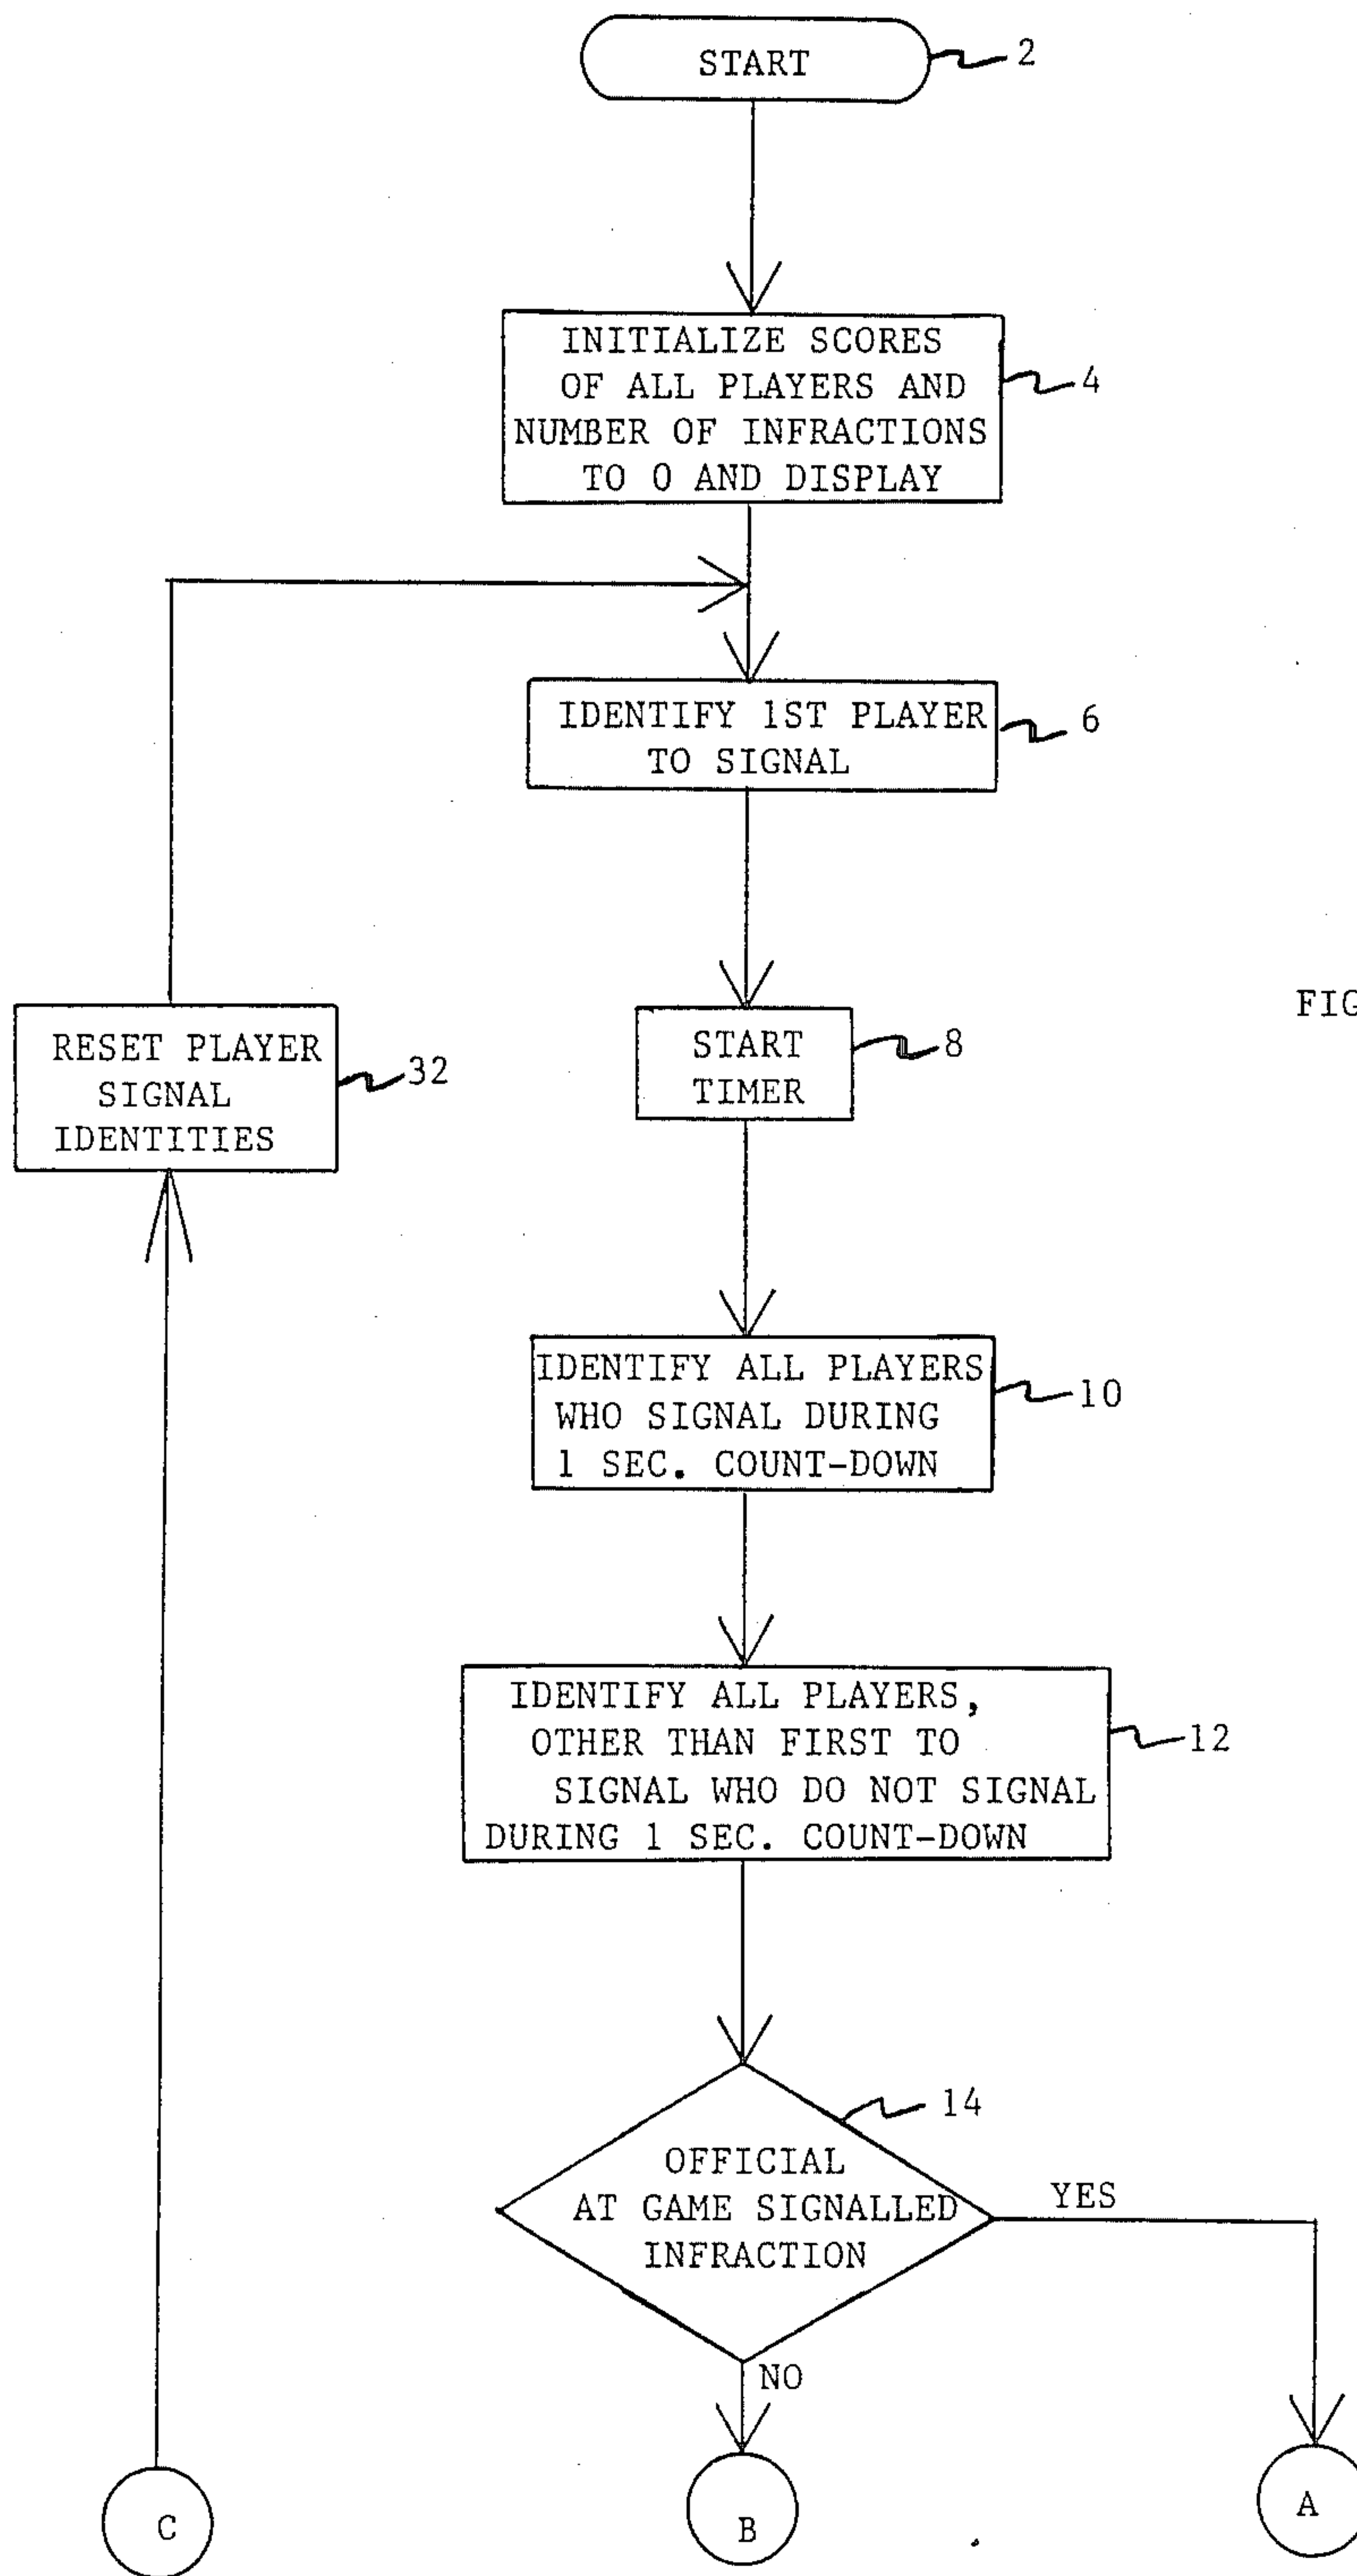 START
2
INITIALIZE SCORES
OF ALL PLAYERS AND
NUMBER OF INFRACTIONS
TO 0 AND DISPLAY
4
IDENTIFY 1ST PLAYER
TO SIGNAL
6
FIG
RESET PLAYER
SIGNAL
IDENTITIES
32
START
TIMER
8
IDENTIFY ALL PLAYERS
WHO SIGNAL DURING
1 SEC. COUNT-DOWN
10
IDENTIFY ALL PLAYERS,
OTHER THAN FIRST TO
SIGNAL WHO DO NOT SIGNAL
DURING 1 SEC. COUNT-DOWN
12
14
OFFICIAL
AT GAME SIGNALLED
INFRACTION
YES
NO
C
B
A